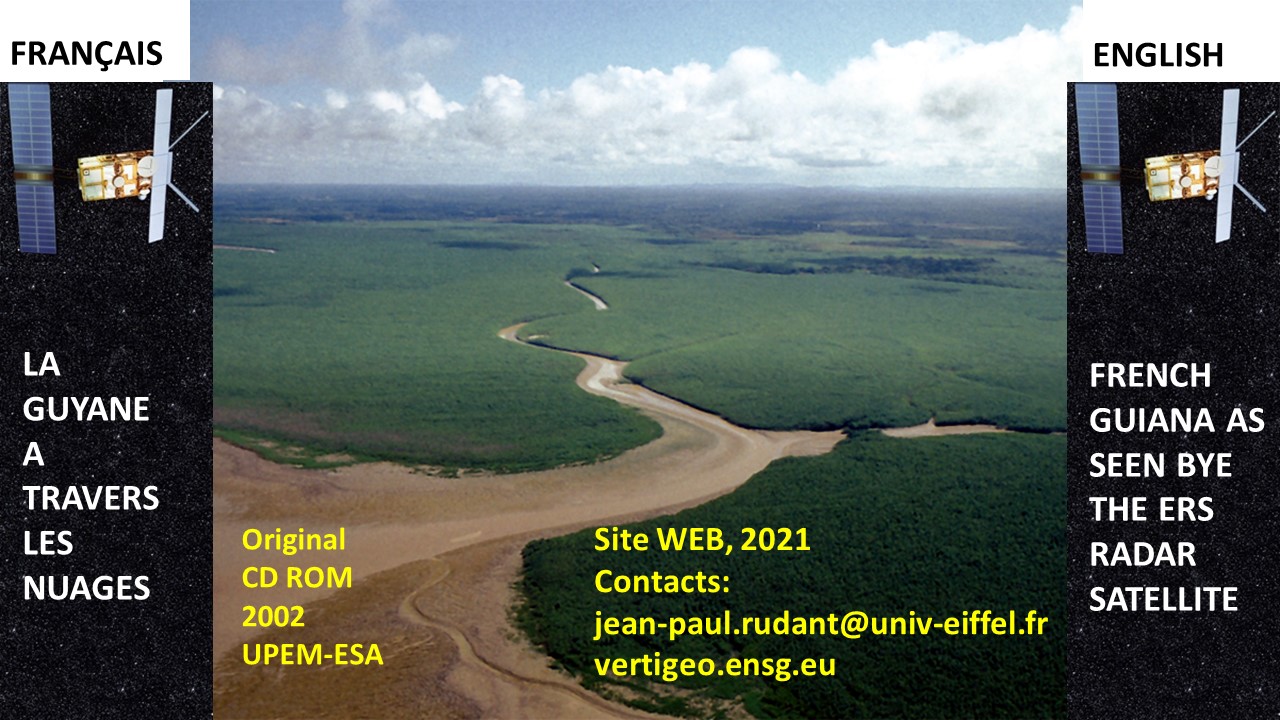 FRANÇAIS
ENGLISH
LA
GUYANE
A
TRAVERS
LES
NUAGES
Original
CD ROM
2002
UPEM-ESA
Site WEB, 2021
Contacts:
jean-paul.rudant@univ-eiffel.fr
vertigeo.ensg.eu
FRENCH
GUIANA AS
SEEN BYE
THE ERS
RADAR
SATELLITE